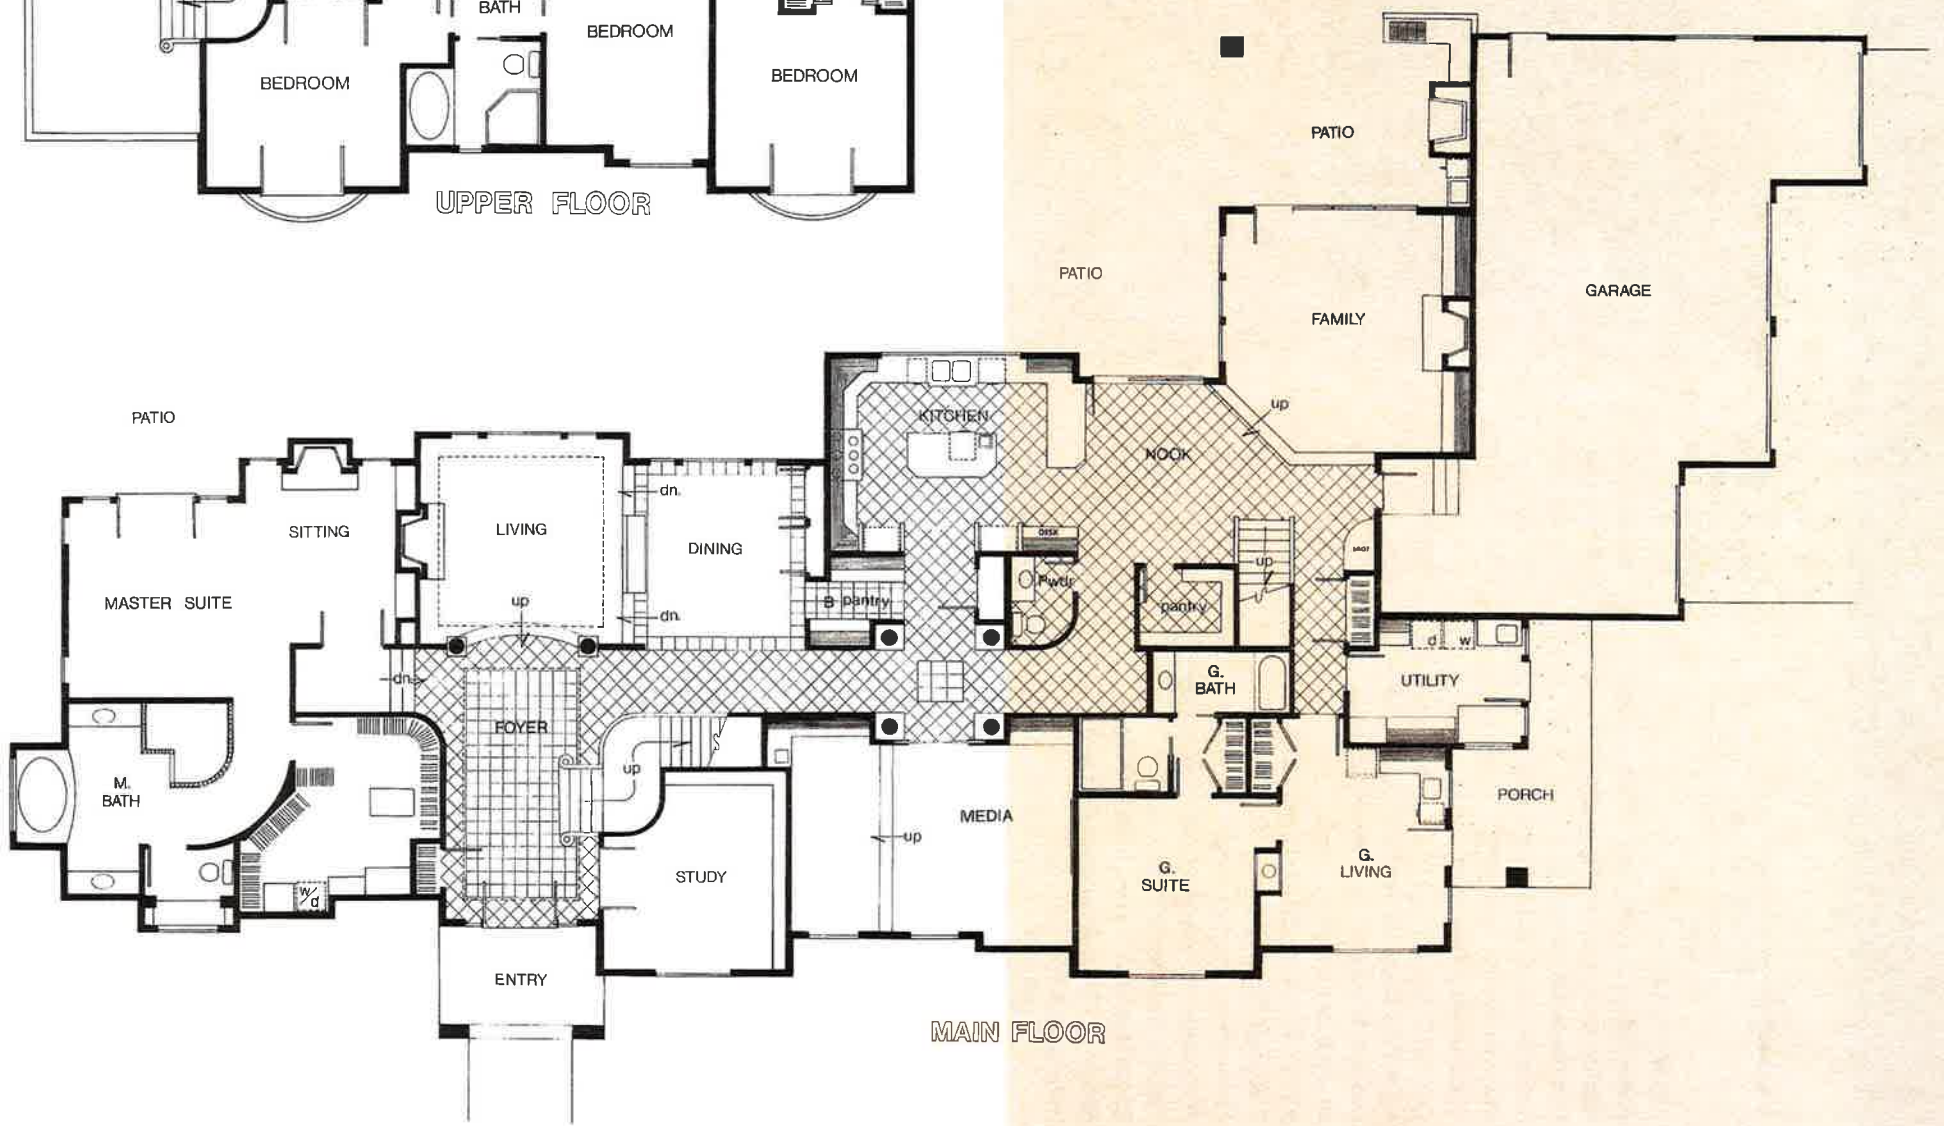 BATH
BEDROOM
BEDROOM
BEDROOM
UPPER FLOOR
PATIO
PATIO
GARAGE
FAMILY
up
PATIO
KITCHEN
NOOK
dn.
SITTING
LIVING
DINING
DESK
up
MASTER SUITE
up
dn.
B pantry
Pwdr
pantry
d w
dn.
G.
BATH
UTILITY
FOYER
up
M.
BATH
PORCH
MEDIA
up
STUDY
G.
SUITE
G.
LIVING
w/
d
ENTRY
MAIN FLOOR